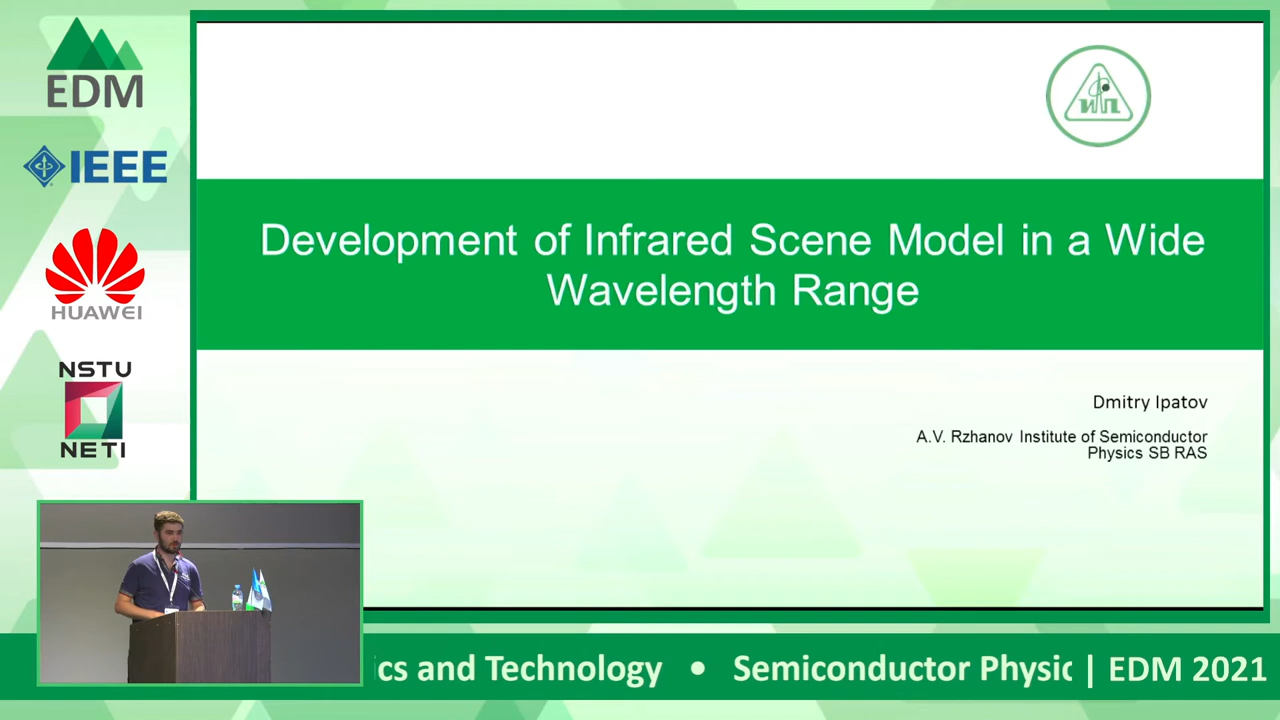 EDM
IEEE
HUAWEI
NSTU
NETI
ИФП
Development of Infrared Scene Model in a Wide
Wavelength Range
Dmitry Ipatov
A.V. Rzhanov Institute of Semiconductor
Physics SB RAS
ics and Technology • Semiconductor Physic | EDM 2021